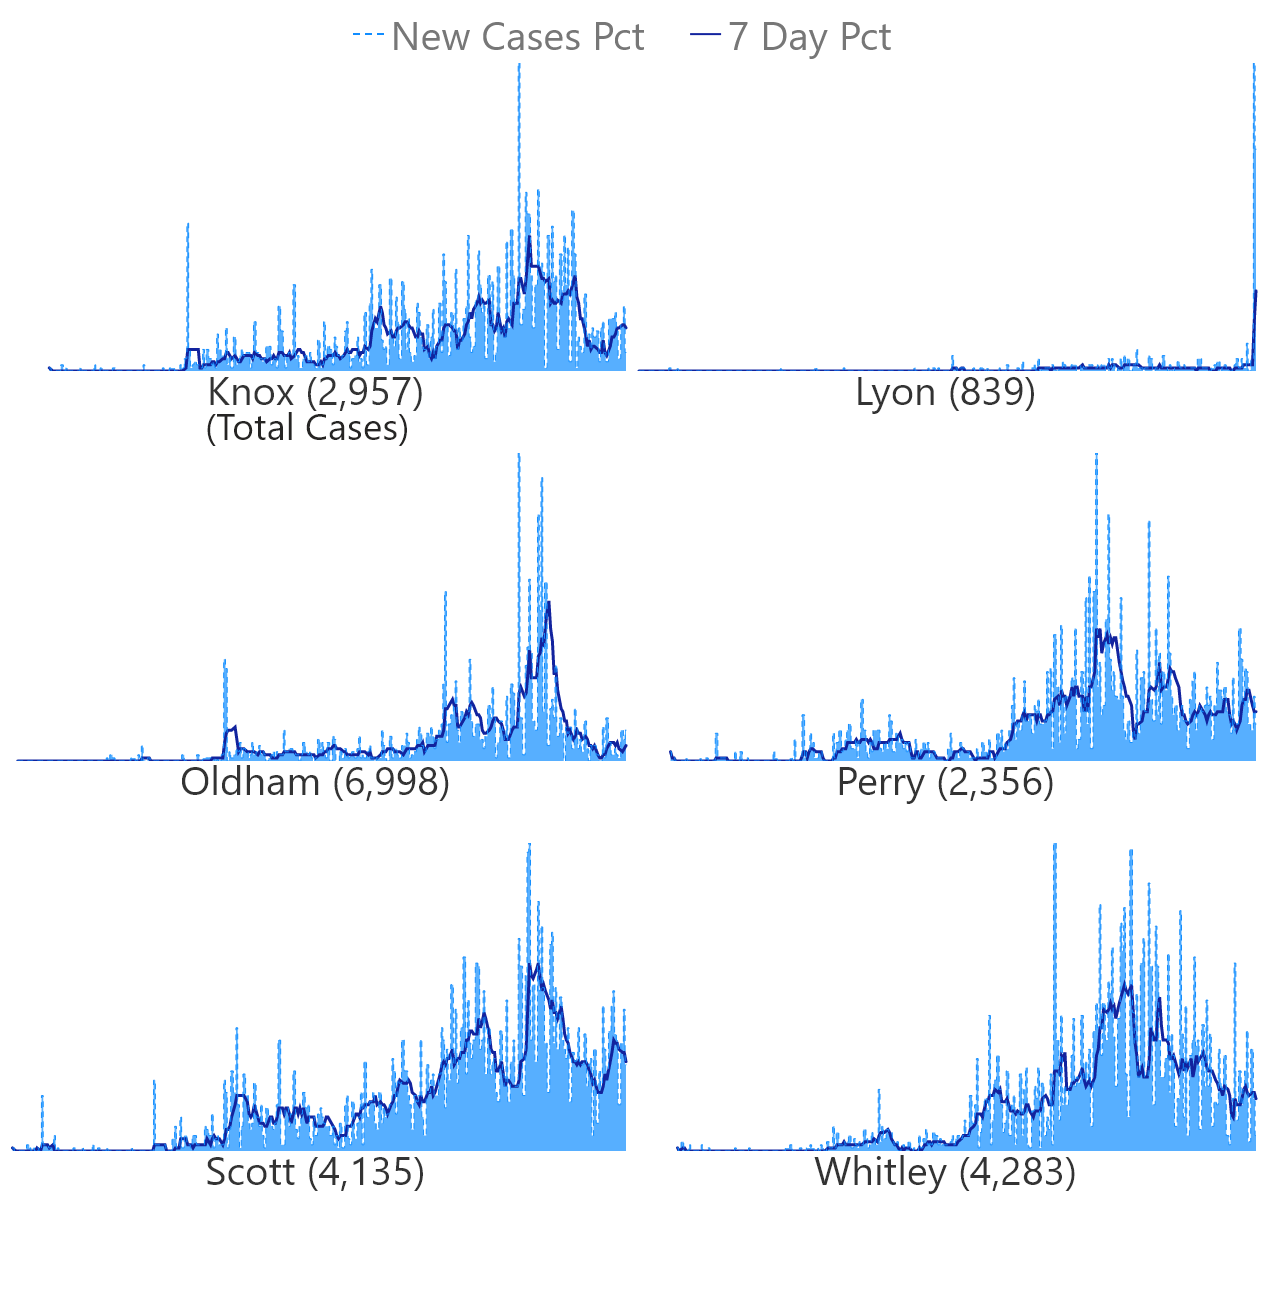 New Cases Pct 7 Day Pct
Knox (2,957) Lyon (839)
(Total Cases)
Oldham (6,998) Perry (2,356)
Scott (4,135) Whitley (4,283)